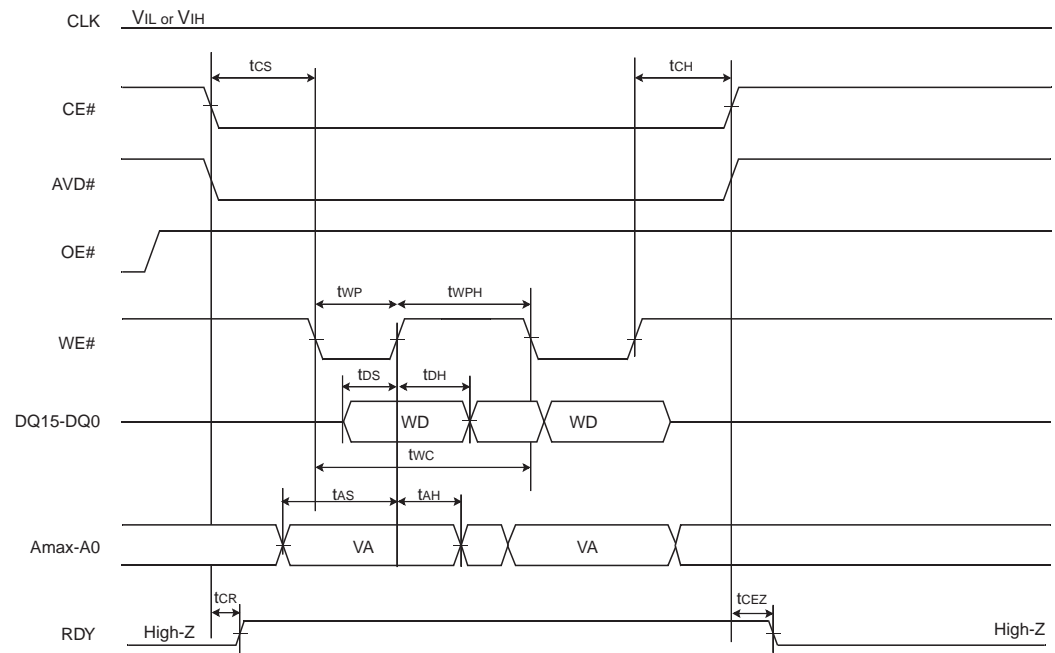 CLK VIL or VIH
tCS tCH
CE#
AVD#
OE#
tWP tWPH
WE#
tDS tDH
DQ15-DQ0 WD WD
tWC
tAS tAH
Amax-A0 VA VA
tCR tCEZ
RDY High-Z High-Z